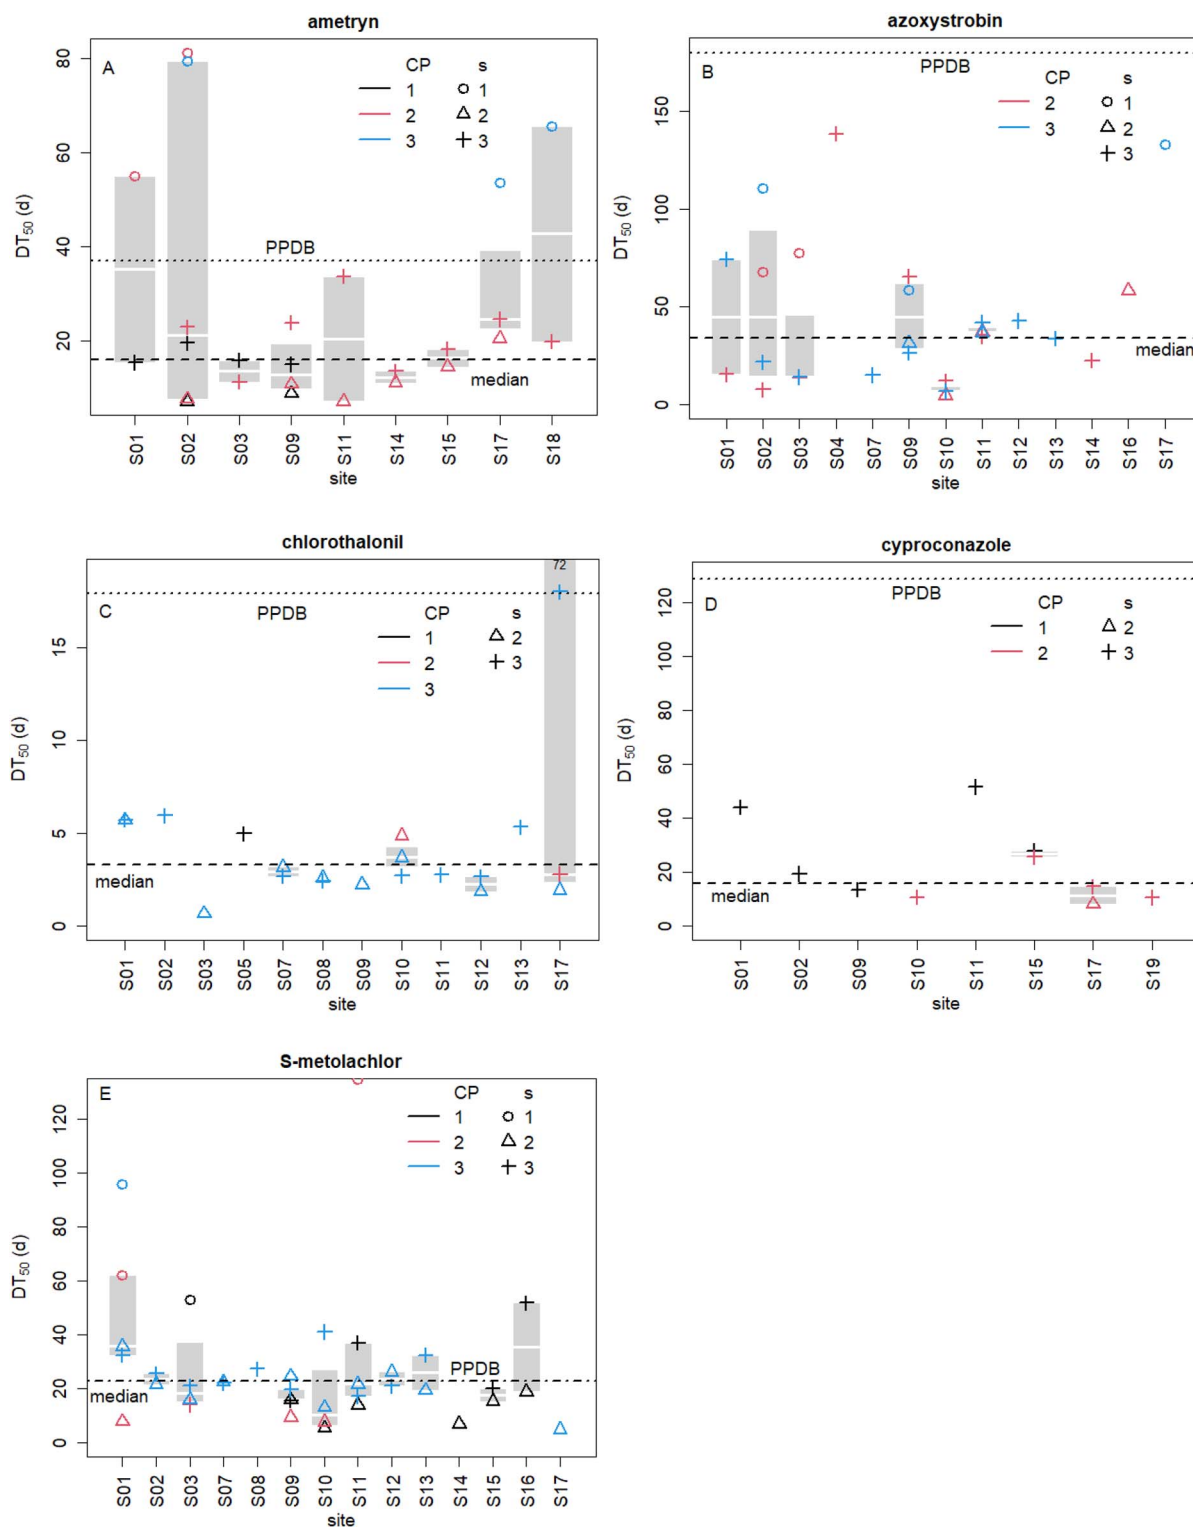 ametryn
A
CP s
1 1
2 2
3 3
PPDB
median
DT50 (d)
80
60
40
20
S01 S02 S03 S09 S11 S14 S15 S17 S18
site
azoxystrobin
B
PPDB
CP s
2 1
3 2
3
median
DT50 (d)
150
100
50
0
S01 S02 S03 S04 S07 S09 S10 S11 S12 S13 S14 S16 S17
site
chlorothalonil
72
C
PPDB
CP s
1 2
2 3
3
median
DT50 (d)
15
10
5
0
S01 S02 S03 S05 S07 S08 S09 S10 S11 S12 S13 S17
site
cyproconazole
D
PPDB
CP s
1 2
2 3
median
DT50 (d)
120
100
80
60
40
20
0
S01 S02 S09 S10 S11 S15 S17 S19
site
S-metolachlor
E
CP s
1 1
2 2
3 3
PPDB
median
DT50 (d)
120
100
80
60
40
20
0
S01 S02 S03 S07 S08 S09 S10 S11 S12 S13 S14 S15 S16 S17
site